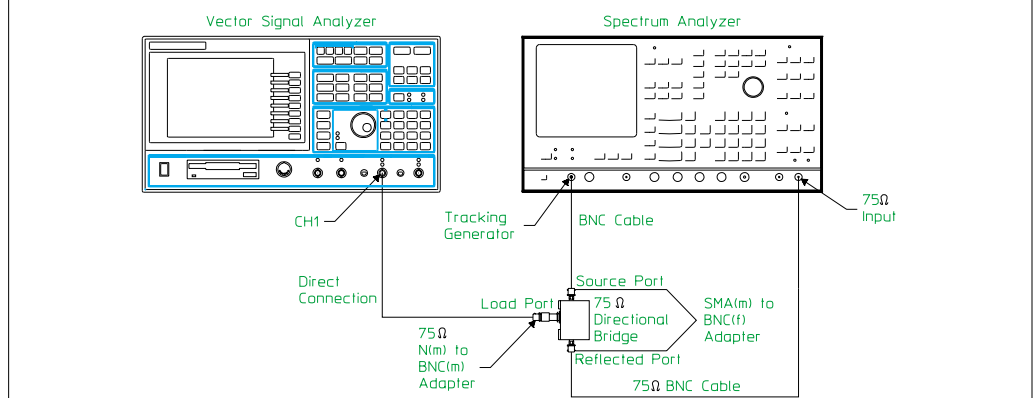 Vector Signal Analyzer
Spectrum Analyzer
CH1
Tracking
Generator
BNC Cable
75Ω
Input
Direct
Connection
Source Port
Load Port
75 Ω
Directional
Bridge
SMA(m) to
BNC(f)
Adapter
75Ω
N(m) to
BNC(m)
Adapter
Reflected Port
75Ω BNC Cable